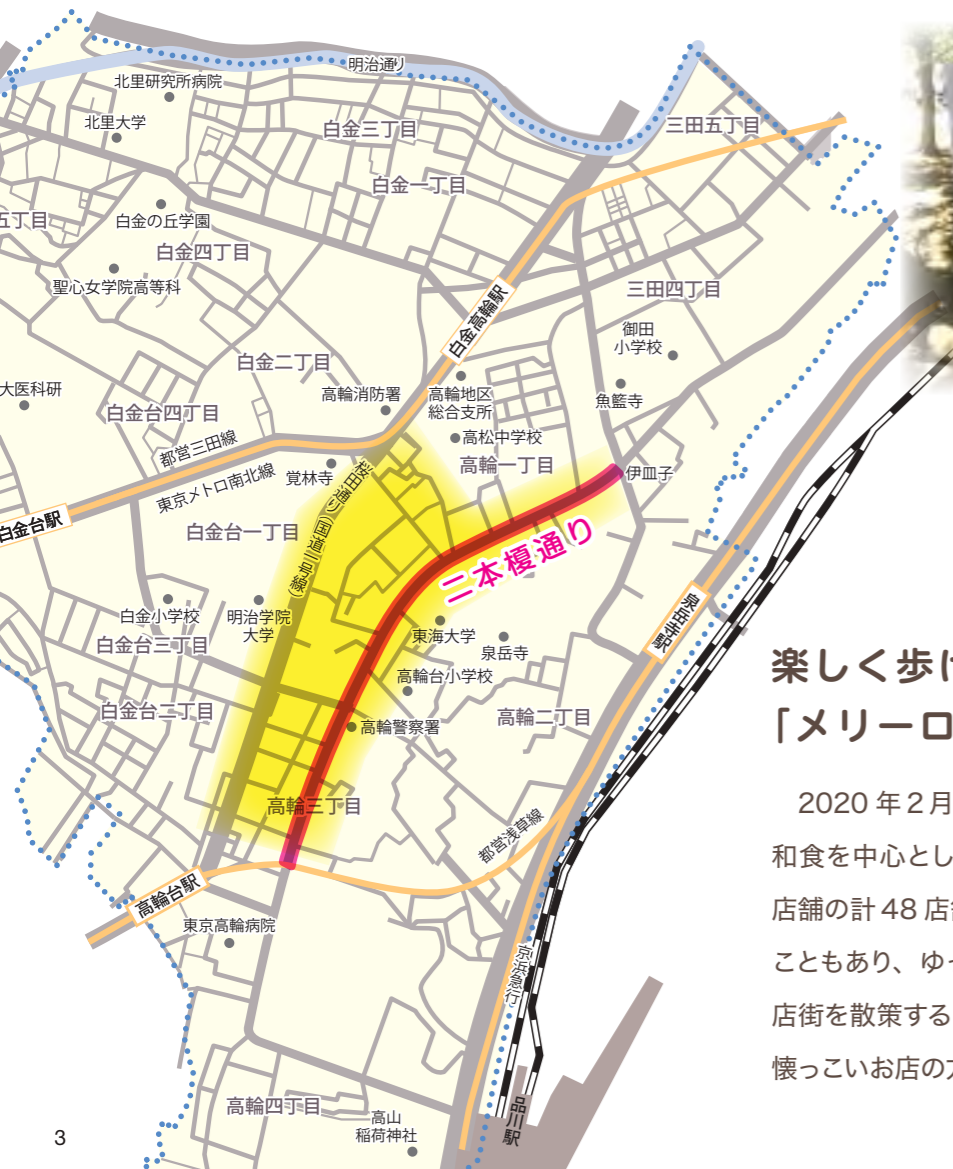 明治通り
北里研究所病院
北里大学
白金三丁目
三田五丁目
白金一丁目
五丁目
白金の丘学園
白金四丁目
聖心女学院高等科
三田四丁目
白金高輪駅
御田
小学校
白金二丁目
大医科研
高輪消防署
高輪地区
総合支所
魚籃寺
白金台四丁目
都営三田線
高松中学校
高輪一丁目
伊皿子
東京メトロ南北線
覚林寺
桜田通り(国道一号線)
白金台駅
白金台一丁目
二本榎通り
白金小学校
明治学院
大学
東海大学
泉岳寺
泉岳寺駅
白金台三丁目
高輪台小学校
白金台二丁目
高輪警察署
高輪二丁目
高輪三丁目
都営浅草線
高輪台駅
東京高輪病院
京浜急行
高輪四丁目
高山
稲荷神社
品川駅
楽しく歩け
「メリーロ
2020 年 2 月
和食を中心とし
店舗の計 48 店舗
こともあり、ゆっ
店街を散策する
懐っこいお店の方
3